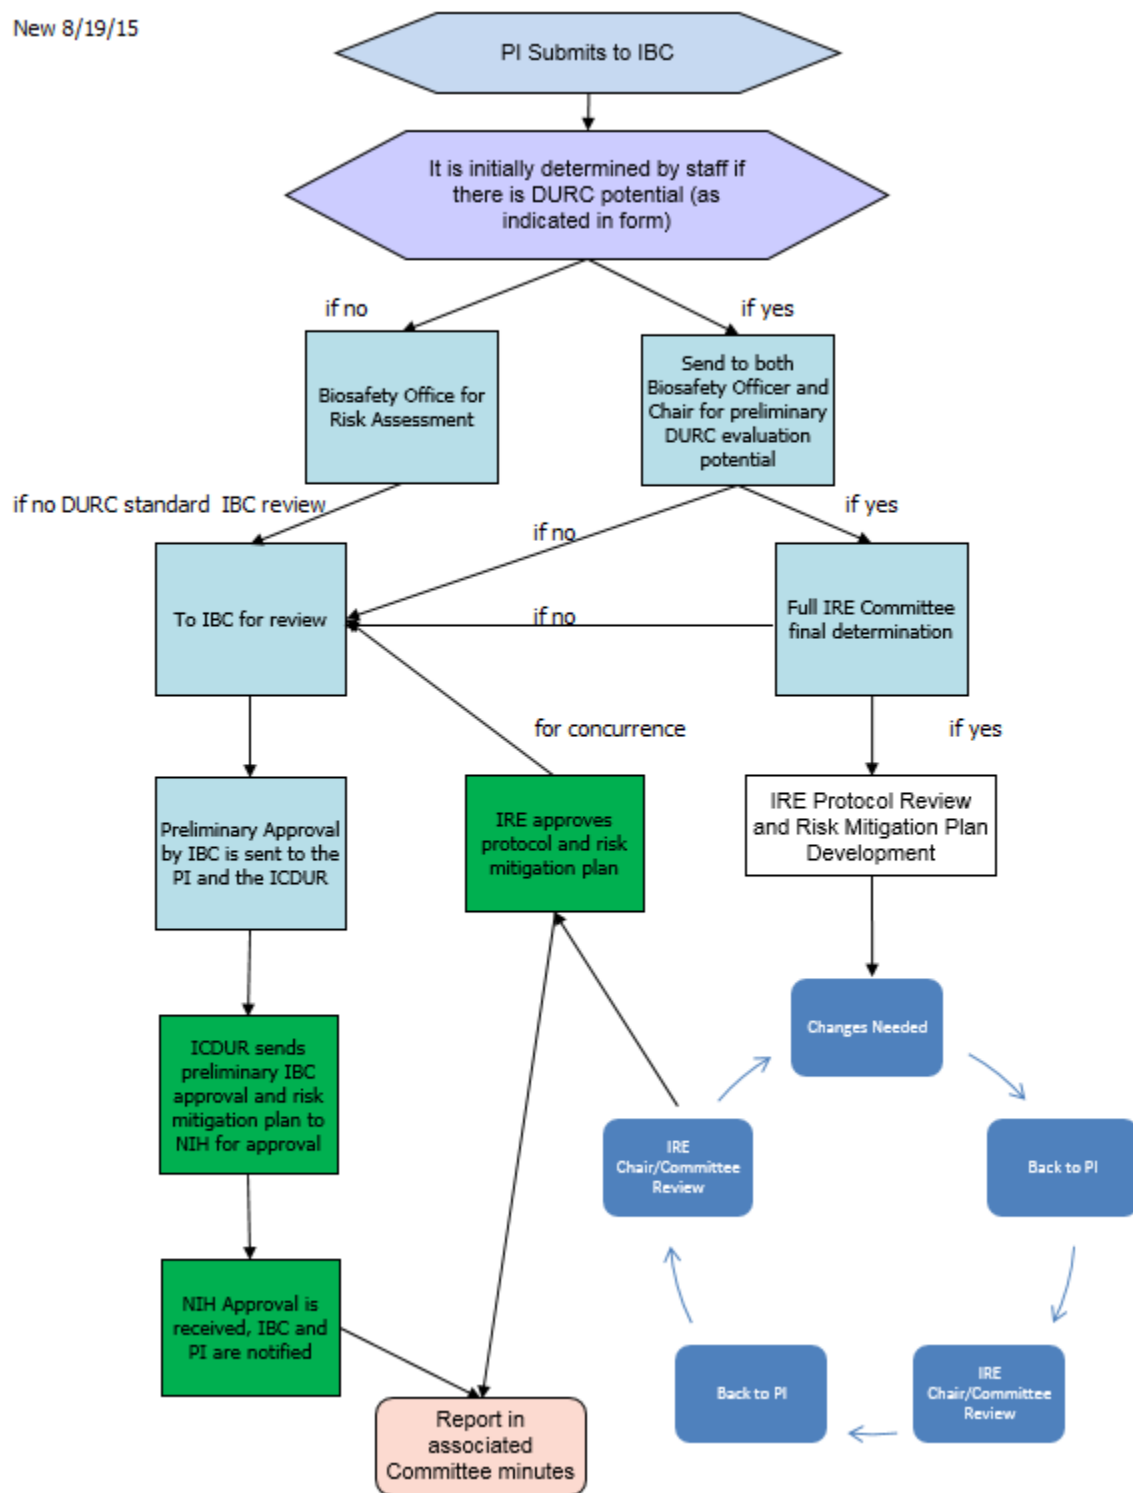 New 8/19/15
PI Submits to IBC
It is initially determined by staff if
there is DURC potential (as
indicated in form)
if no
if yes
Biosafety Office for
Risk Assessment
Send to both
Biosafety Officer and
Chair for preliminary
DURC evaluation
potential
if no DURC standard IBC review
if no
if yes
To IBC for review
if no
Full IRE Committee
final determination
for concurrence
if yes
Preliminary Approval
by IBC is sent to the
PI and the ICDUR
IRE approves
protocol and risk
mitigation plan
IRE Protocol Review
and Risk Mitigation Plan
Development
Changes Needed
ICDUR sends
preliminary IBC
approval and risk
mitigation plan to
NIH for approval
IRE
Chair/Committee
Review
Back to PI
NIH Approval is
received, IBC and
PI are notified
Back to PI
IRE
Chair/Committee
Review
Report in
associated
Committee minutes